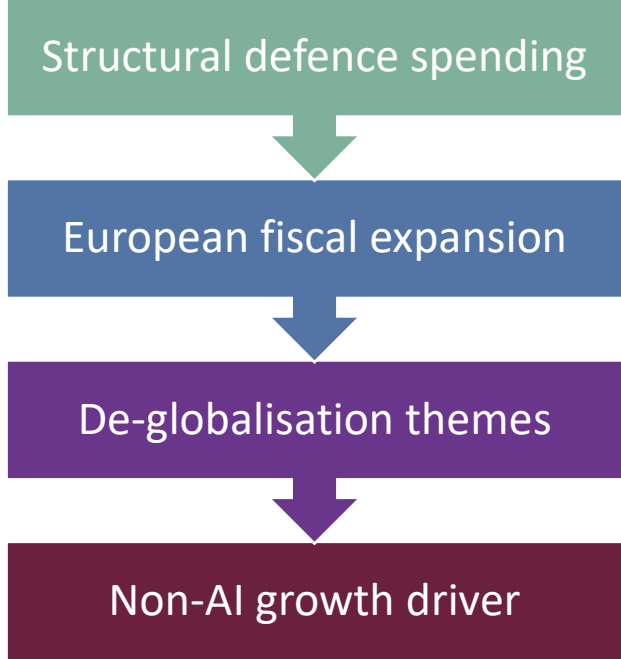 Structural defence spending
European fiscal expansion
De-globalisation themes
Non-AI growth driver